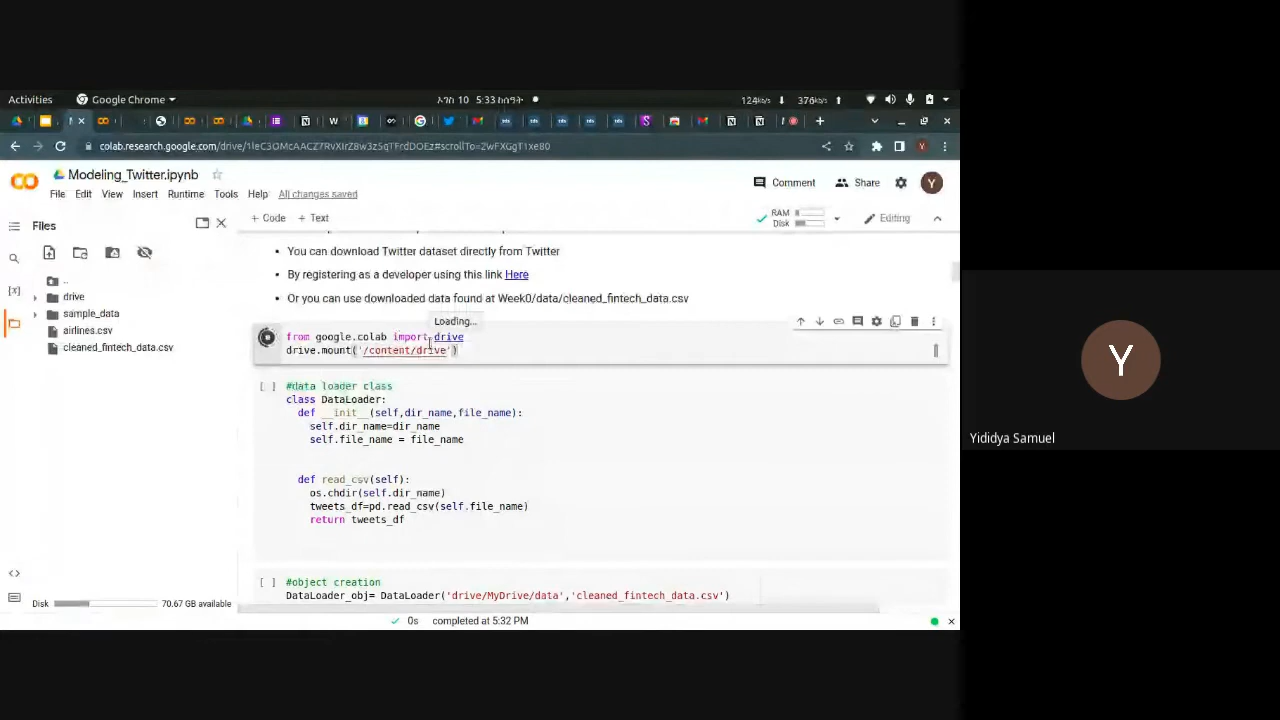 Activities
Google Chrome
5:33
124kb/s
376kb/s
colab.research.google.com/drive/1leC3OMcAACZ7RvXIrZ8w3z5qTFrdDOEz#scrollTo=2wFXGgT1xe80
Modeling_Twitter.ipynb
Comment
Share
Y
File Edit View Insert Runtime Tools Help All changes saved
Files
+ Code + Text
RAM
Disk
Editing
..
drive
sample_data
airlines.csv
cleaned_fintech_data.csv
• You can download Twitter dataset directly from Twitter
• By registering as a developer using this link Here
• Or you can use downloaded data found at Week0/data/cleaned_fintech_data.csv
Loading...
from google.colab import drive
drive.mount('/content/drive')
[ ]
#data loader class
class DataLoader:
def __init__(self,dir_name,file_name):
self.dir_name=dir_name
self.file_name = file_name
def read_csv(self):
os.chdir(self.dir_name)
tweets_df=pd.read_csv(self.file_name)
return tweets_df
[ ]
#object creation
DataLoader_obj= DataLoader('drive/MyDrive/data','cleaned_fintech_data.csv')
Disk
70.67 GB available
0s completed at 5:32 PM
Y
Yididya Samuel